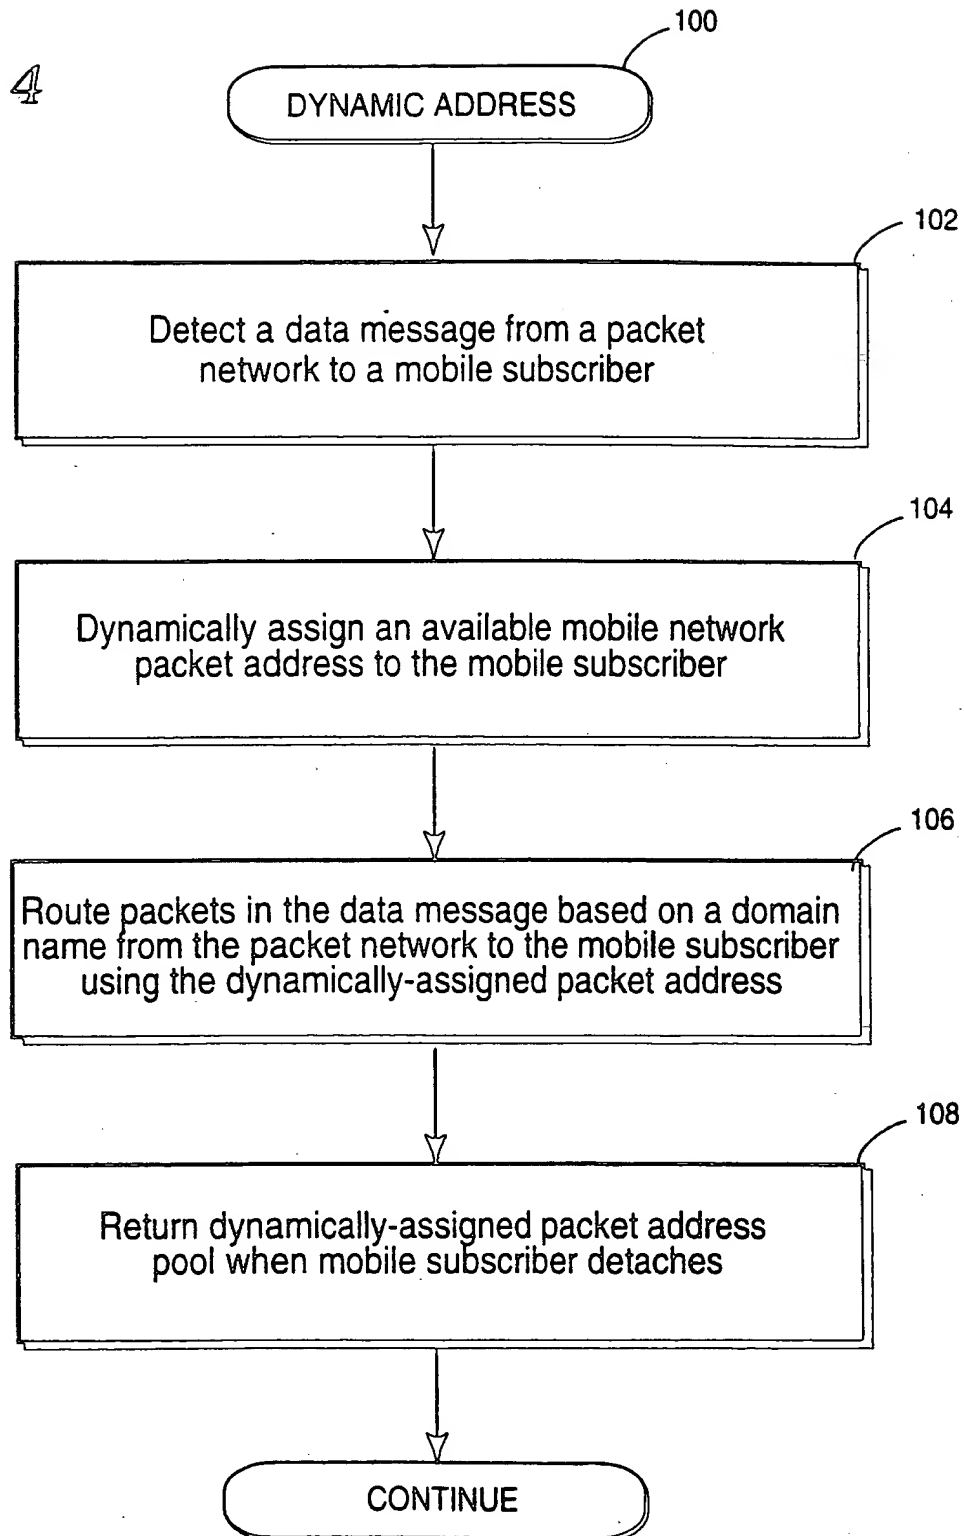 4
100
DYNAMIC ADDRESS
102
Detect a data message from a packet
network to a mobile subscriber
104
Dynamically assign an available mobile network
packet address to the mobile subscriber
106
Route packets in the data message based on a domain
name from the packet network to the mobile subscriber
using the dynamically-assigned packet address
108
Return dynamically-assigned packet address
pool when mobile subscriber detaches
CONTINUE